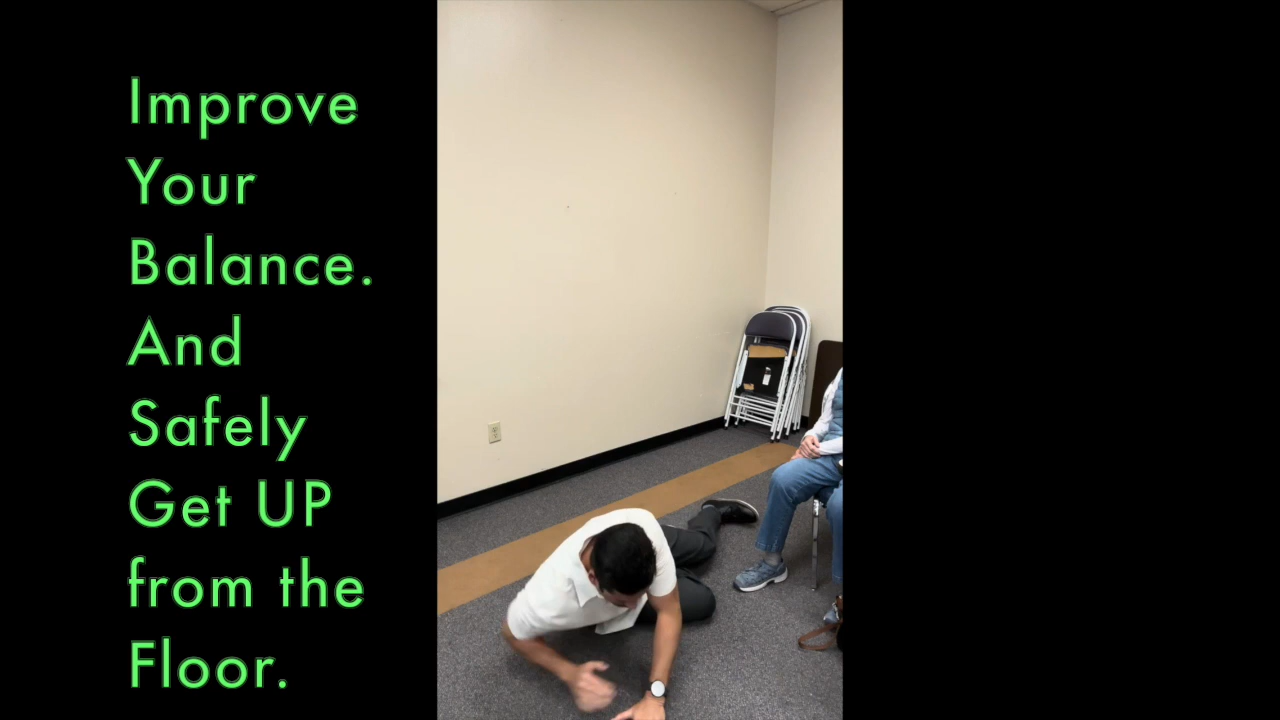 Improve
Your
Balance.
And
Safely
Get UP
from the
Floor.